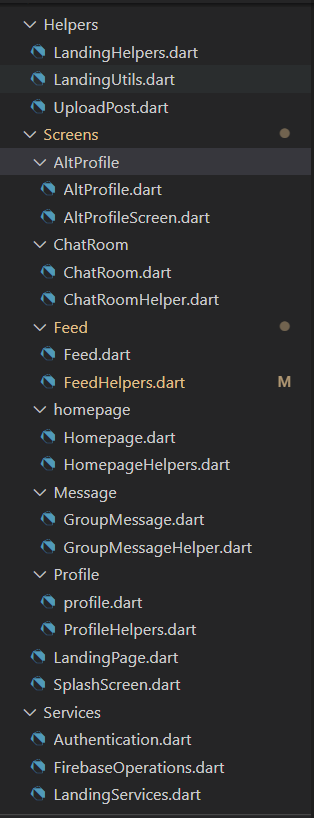 Helpers
LandingHelpers.dart
LandingUtils.dart
UploadPost.dart
Screens
AltProfile
AltProfile.dart
AltProfileScreen.dart
ChatRoom
ChatRoom.dart
ChatRoomHelper.dart
Feed
Feed.dart
FeedHelpers.dart M
homepage
Homepage.dart
HomepageHelpers.dart
Message
GroupMessage.dart
GroupMessageHelper.dart
Profile
profile.dart
ProfileHelpers.dart
LandingPage.dart
SplashScreen.dart
Services
Authentication.dart
FirebaseOperations.dart
LandingServices.dart